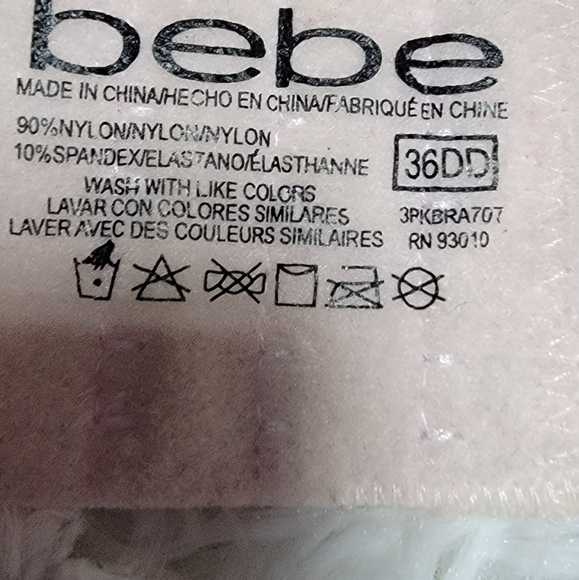 bebe
MADE IN CHINA/HECHO EN CHINA/FABRIQUÉ EN CHINE
90%NYLON/NYLON/NYLON
10%SPANDEX/ELASTANO/ÉLASTHANNE
36DD
WASH WITH LIKE COLORS
LAVAR CON COLORES SIMILARES
3PKBRA707
LAVER AVEC DES COULEURS SIMILAIRES
RN 93010